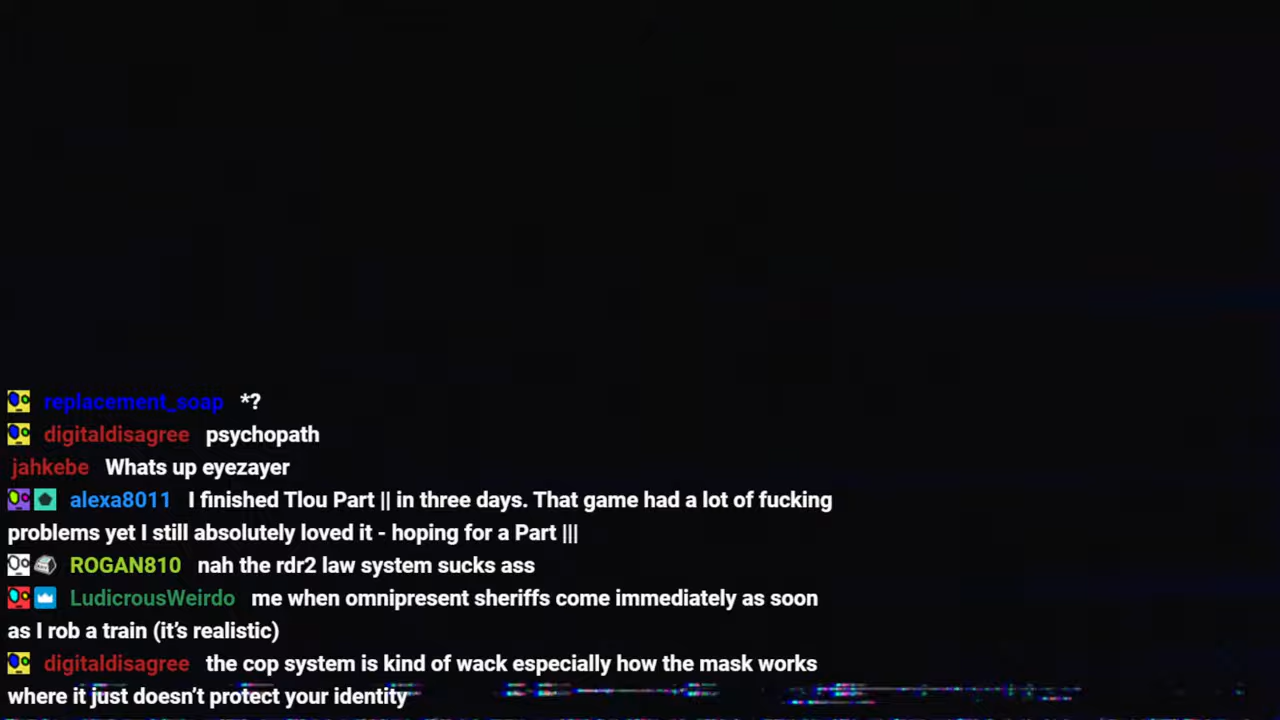 replacement_soap *?
digitaldisagree psychopath
jahkebe Whats up eyezayer
alexa8011 I finished Tlou Part || in three days. That game had a lot of fucking
problems yet I still absolutely loved it - hoping for a Part |||
ROGAN810 nah the rdr2 law system sucks ass
LudicrousWeirdo me when omnipresent sheriffs come immediately as soon
as I rob a train (it’s realistic)
digitaldisagree the cop system is kind of wack especially how the mask works
where it just doesn’t protect your identity